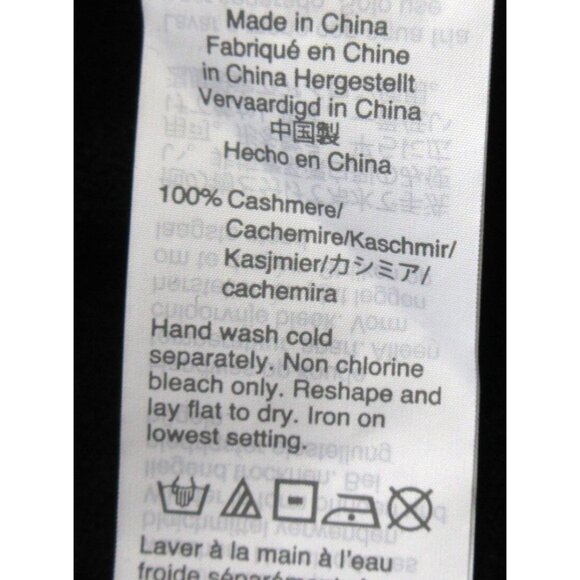 Made in China
Fabriqué en Chine
in China Hergestellt
Vervaardigd in China
中国製
Hecho en China
100% Cashmere/
Cachemire/Kaschmir/
Kasjmier/カシミア/
cachemira
Hand wash cold
separately. Non chlorine
bleach only. Reshape and
lay flat to dry. Iron on
lowest setting.
Laver à la main à l'eau
froide séparément